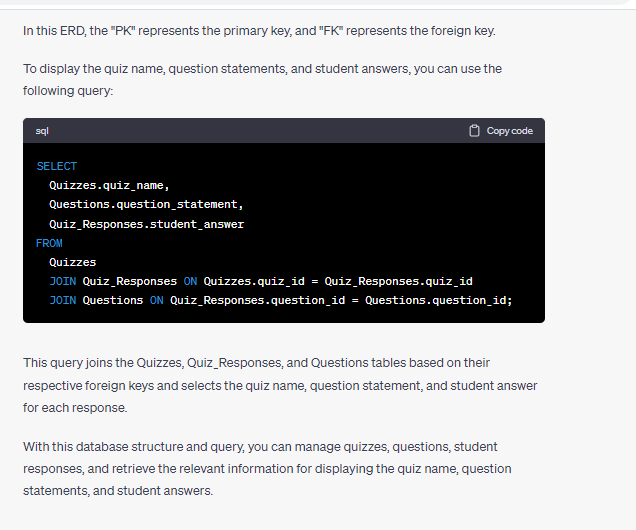 In this ERD, the "PK" represents the primary key, and "FK" represents the foreign key.
To display the quiz name, question statements, and student answers, you can use the
following query:
sql Copy code
SELECT
Quizzes.quiz_name,
Questions.question_statement,
Quiz_Responses.student_answer
FROM
Quizzes
JOIN Quiz_Responses ON Quizzes.quiz_id = Quiz_Responses.quiz_id
JOIN Questions ON Quiz_Responses.question_id = Questions.question_id;
This query joins the Quizzes, Quiz_Responses, and Questions tables based on their
respective foreign keys and selects the quiz name, question statement, and student answer
for each response.
With this database structure and query, you can manage quizzes, questions, student
responses, and retrieve the relevant information for displaying the quiz name, question
statements, and student answers.